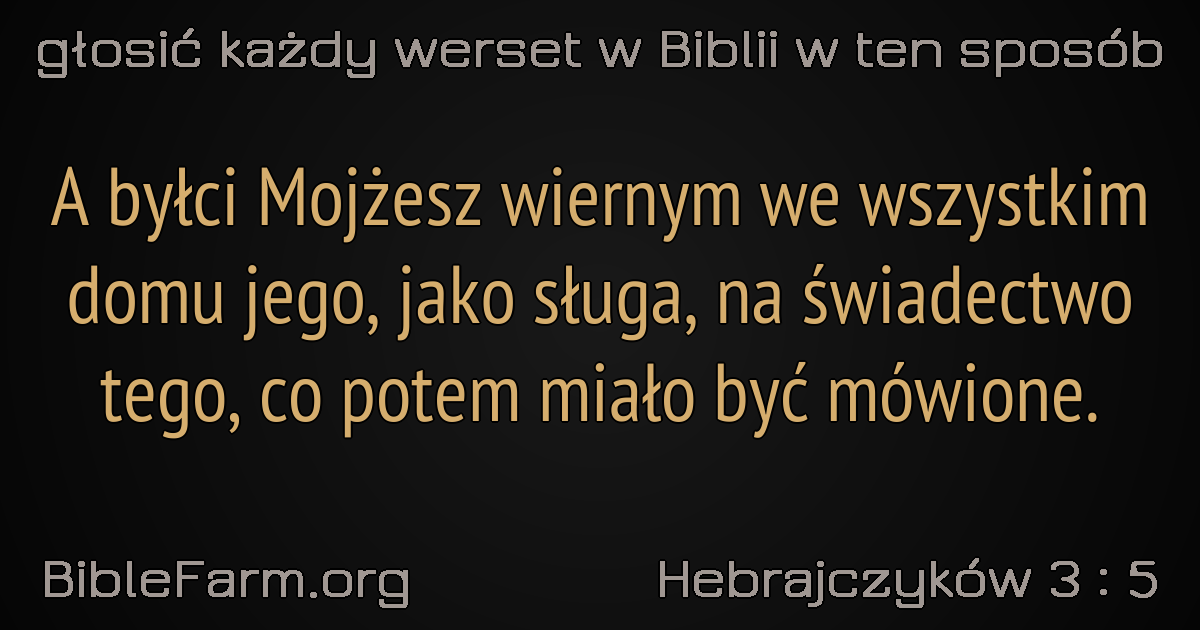 głosić każdy werset w Biblii w ten sposób
A byłci Mojżesz wiernym we wszystkim
domu jego, jako sługa, na świadectwo
tego, co potem miało być mówione.
BibleFarm.org
Hebrajczyków 3 : 5